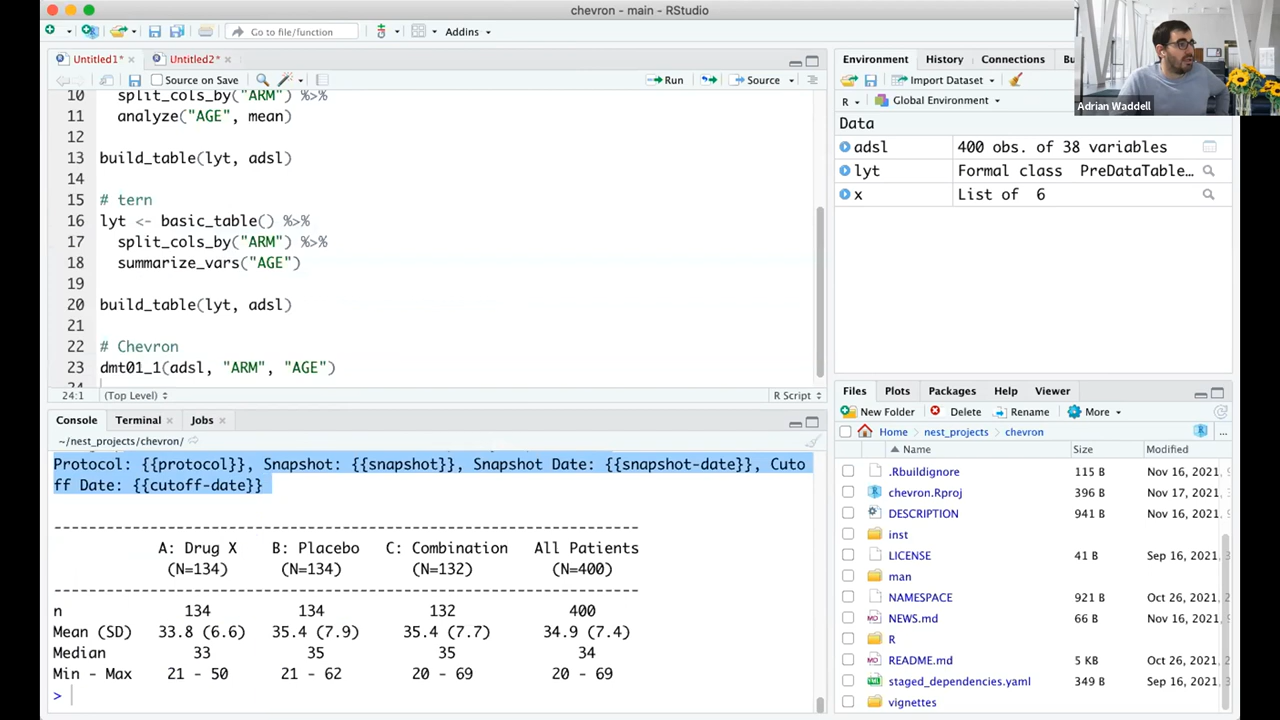 chevron - main - RStudio
Go to file/function
Addins
Untitled1*
Untitled2*
Source on Save
Run
Source
10 split_cols_by("ARM") %>%
11 analyze("AGE", mean)
12
13 build_table(lyt, adsl)
14
15 # tern
16 lyt <- basic_table() %>%
17 split_cols_by("ARM") %>%
18 summarize_vars("AGE")
19
20 build_table(lyt, adsl)
21
22 # Chevron
23 dmt01_1(adsl, "ARM", "AGE")
24
24:1 (Top Level) R Script
Console Terminal Jobs
~/nest_projects/chevron/
Protocol: {{protocol}}, Snapshot: {{snapshot}}, Snapshot Date: {{snapshot-date}}, Cuto
ff Date: {{cutoff-date}}
A: Drug X B: Placebo C: Combination All Patients
(N=134) (N=134) (N=132) (N=400)
n 134 134 132 400
Mean (SD) 33.8 (6.6) 35.4 (7.9) 35.4 (7.7) 34.9 (7.4)
Median 33 35 35 34
Min - Max 21 - 50 21 - 62 20 - 69 20 - 69
>
Environment History Connections Bu
Import Dataset
R Global Environment
Data
adsl 400 obs. of 38 variables
lyt Formal class PreDataTable…
x List of 6
Adrian Waddell
Files Plots Packages Help Viewer
New Folder Delete Rename More
Home nest_projects chevron ...
Name Size Modified
.Rbuildignore 115 B Nov 16, 2021,
chevron.Rproj 396 B Nov 17, 2021,
DESCRIPTION 941 B Nov 16, 2021,
inst
LICENSE 41 B Sep 16, 2021,
man
NAMESPACE 921 B Oct 26, 2021,
NEWS.md 66 B Sep 16, 2021,
R
README.md 5 KB Oct 26, 2021,
staged_dependencies.yaml 349 B Nov 16, 2021,
vignettes